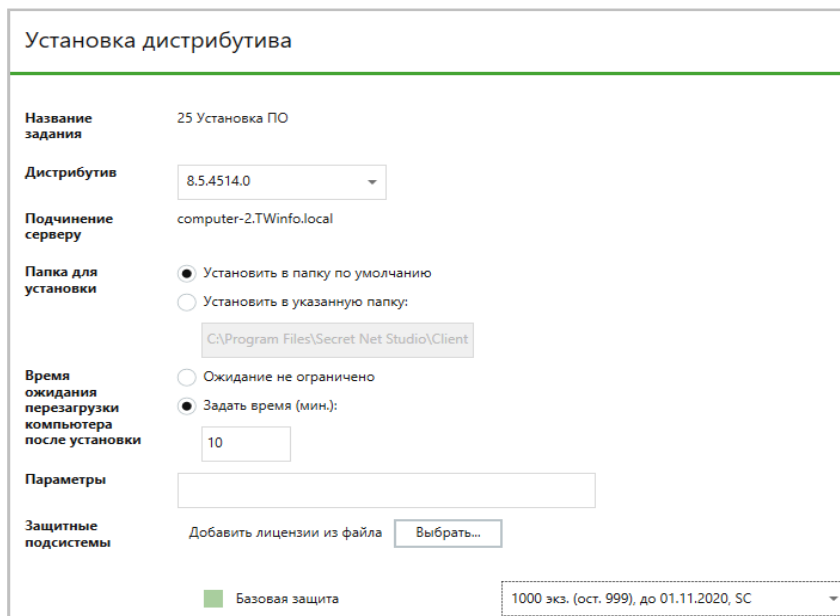 Установка дистрибутива
Название
задания
25 Установка ПО
Дистрибутив
8.5.4514.0
Подчинение
серверу
computer-2.TWinfo.local
Папка для
установки
Установить в папку по умолчанию
Установить в указанную папку:
C:\Program Files\Secret Net Studio\Client
Время
ожидания
перезагрузки
компьютера
после установки
Ожидание не ограничено
Задать время (мин.):
10
Параметры
Защитные
подсистемы
Добавить лицензии из файла
Выбрать...
Базовая защита
1000 экз. (ост. 999), до 01.11.2020, SC